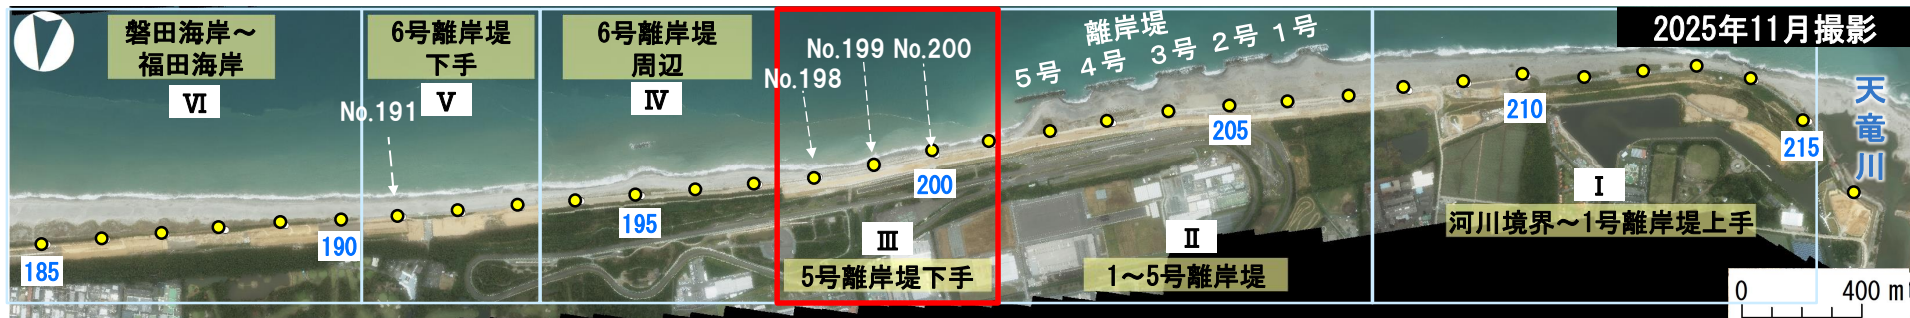 2025年11月撮影
磐田海岸～
福田海岸
Ⅵ
6号離岸堤
下手
Ⅴ
6号離岸堤
周辺
Ⅳ
No.191
No.198
No.199
No.200
離岸堤
5号 4号 3号 2号 1号
天竜川
185
190
195
200
205
210
215
Ⅲ
5号離岸堤下手
Ⅱ
1～5号離岸堤
Ⅰ
河川境界～1号離岸堤上手
0 400 m